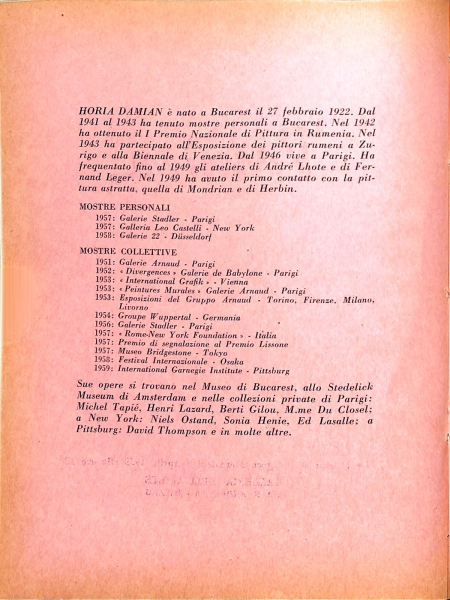 HORIA DAMIAN è nato a Bucarest il 27 febbraio 1922. Dal
1941 al 1943 ha tenuto mostre personali a Bucarest. Nel 1942
ha ottenuto il I Premio Nazionale di Pittura in Rumenia. Nel
1943 ha partecipato all'Esposizione dei pittori rumeni a Zu-
rigo e alla Biennale di Venezia. Dal 1946 vive a Parigi. Ha
frequentato fino al 1949 gli ateliers di André Lhote e di Fer-
nand Leger. Nel 1949 ha avuto il primo contatto con la pit-
tura astratta, quella di Mondrian e di Herbin.
MOSTRE PERSONALI
1957: Galerie Stadler - Parigi
1957: Galleria Leo Castelli - New York
1958: Galerie 22 - Düsseldorf
MOSTRE COLLETTIVE
1951: Galerie Arnaud - Parigi
1952: « Divergences » Galerie de Babylone - Parigi
1953: « International Grafik » - Vienna
1953: « Peintures Murales » Galerie Arnaud - Parigi
1953: Esposizioni del Gruppo Arnaud - Torino, Firenze, Milano,
Livorno
1954: Groupe Wuppertal - Germania
1956: Galerie Stadler - Parigi
1957: « Rome-New York Foundation » - Italia
1957: Premio di segnalazione al Premio Lissone
1957: Museo Bridgestone - Tokyo
1958: Festival Internazionale - Osaka
1959: International Garnegie Institute - Pittsburg
Sue opere si trovano nel Museo di Bucarest, allo Stedelick
Museum di Amsterdam e nelle collezioni private di Parigi:
Michel Tapié, Henri Lazard, Berti Gilou, M.me Du Closel;
a New York: Niels Ostand, Sonia Henie, Ed Lasalle; a
Pittsburg: David Thompson e in molte altre.